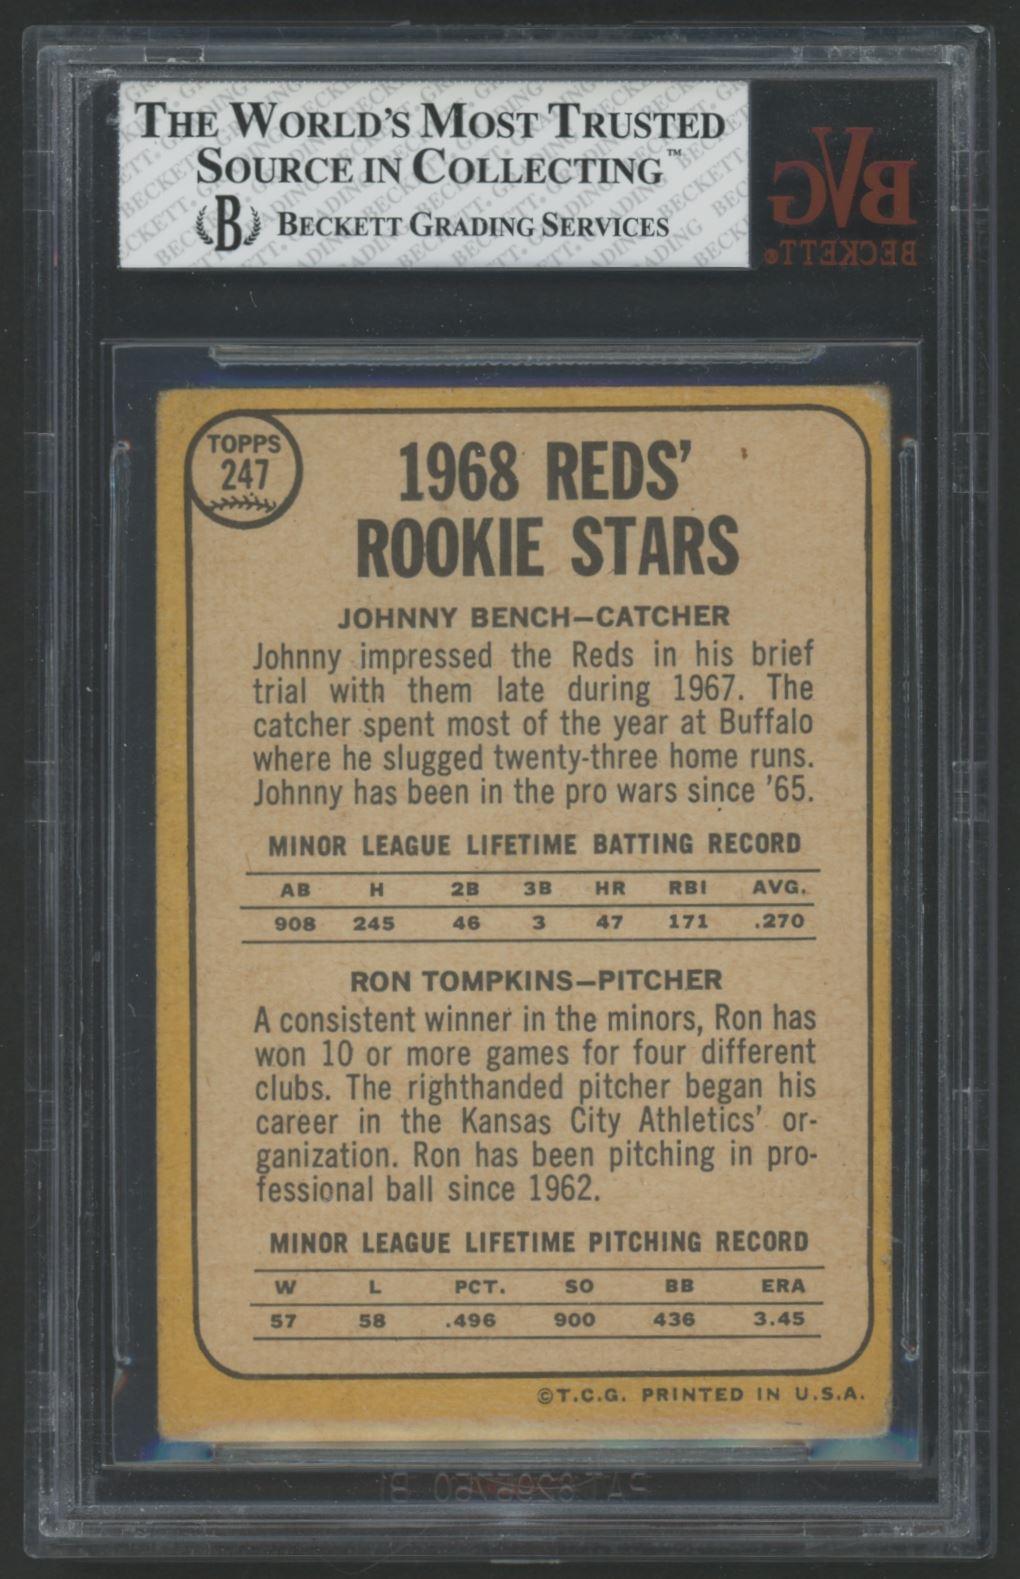 THE WORLD'S MOST TRUSTED
SOURCE IN COLLECTING™
B BECKETT GRADING SERVICES
BVG
BECKETT®
TOPPS
247
1968 REDS'
ROOKIE STARS
JOHNNY BENCH—CATCHER
Johnny impressed the Reds in his brief
trial with them late during 1967. The
catcher spent most of the year at Buffalo
where he slugged twenty-three home runs.
Johnny has been in the pro wars since '65.
MINOR LEAGUE LIFETIME BATTING RECORD
AB H 2B 3B HR RBI AVG.
908 245 46 3 47 171 .270
RON TOMPKINS—PITCHER
A consistent winner in the minors, Ron has
won 10 or more games for four different
clubs. The righthanded pitcher began his
career in the Kansas City Athletics' or-
ganization. Ron has been pitching in pro-
fessional ball since 1962.
MINOR LEAGUE LIFETIME PITCHING RECORD
W L PCT. SO BB ERA
57 58 .496 900 436 3.45
©T.C.G. PRINTED IN U.S.A.